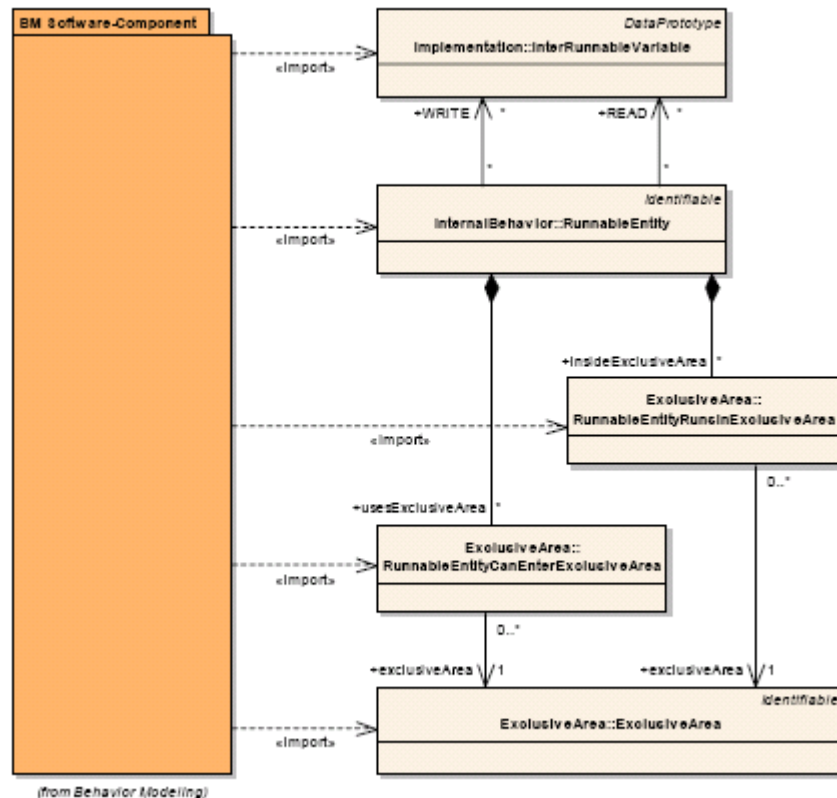 BM Software-Component
DataPrototype
Implementation::InterRunnableVariable
«import»
+WRITE * +READ *
* *
Identifiable
InternalBehavior::RunnableEntity
«import»
+insideExclusiveArea *
ExclusiveArea::
RunnableEntityRunsInExclusiveArea
«import»
0..*
+usesExclusiveArea *
ExclusiveArea::
RunnableEntityCanEnterExclusiveArea
«import»
0..*
+exclusiveArea 1 +exclusiveArea 1
Identifiable
ExclusiveArea::ExclusiveArea
«import»
(from Behavior Modeling)